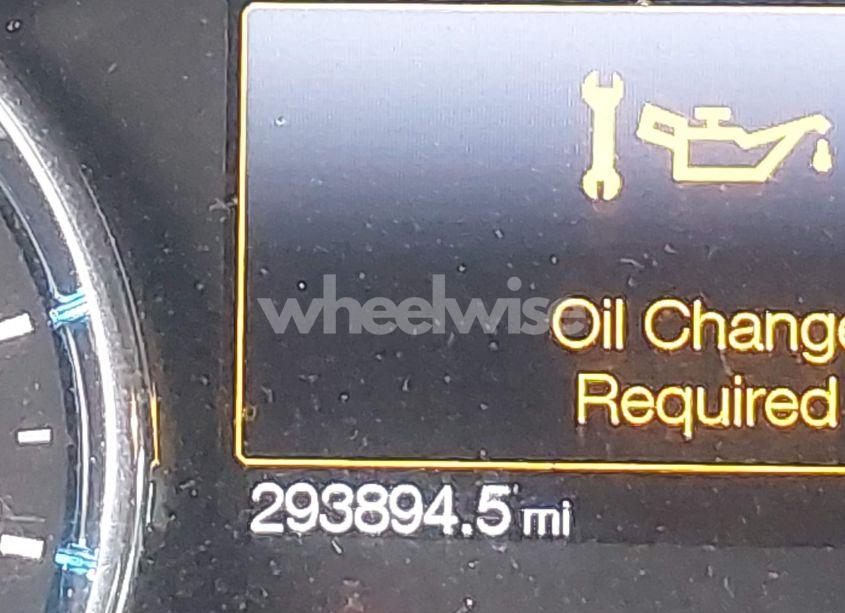 wheelwise
Oil Change
Required
293894.5 mi